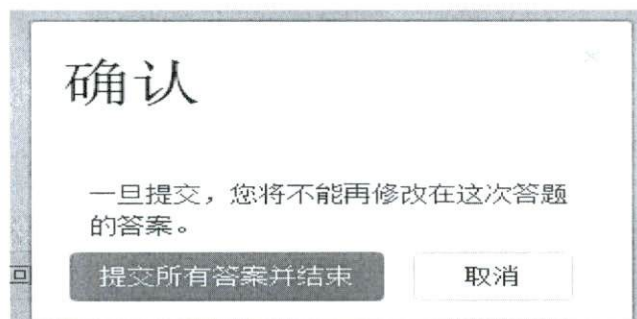 确认
一旦提交，您将不能再修改在这次答题
的答案。
回
提交所有答案并结束
取消